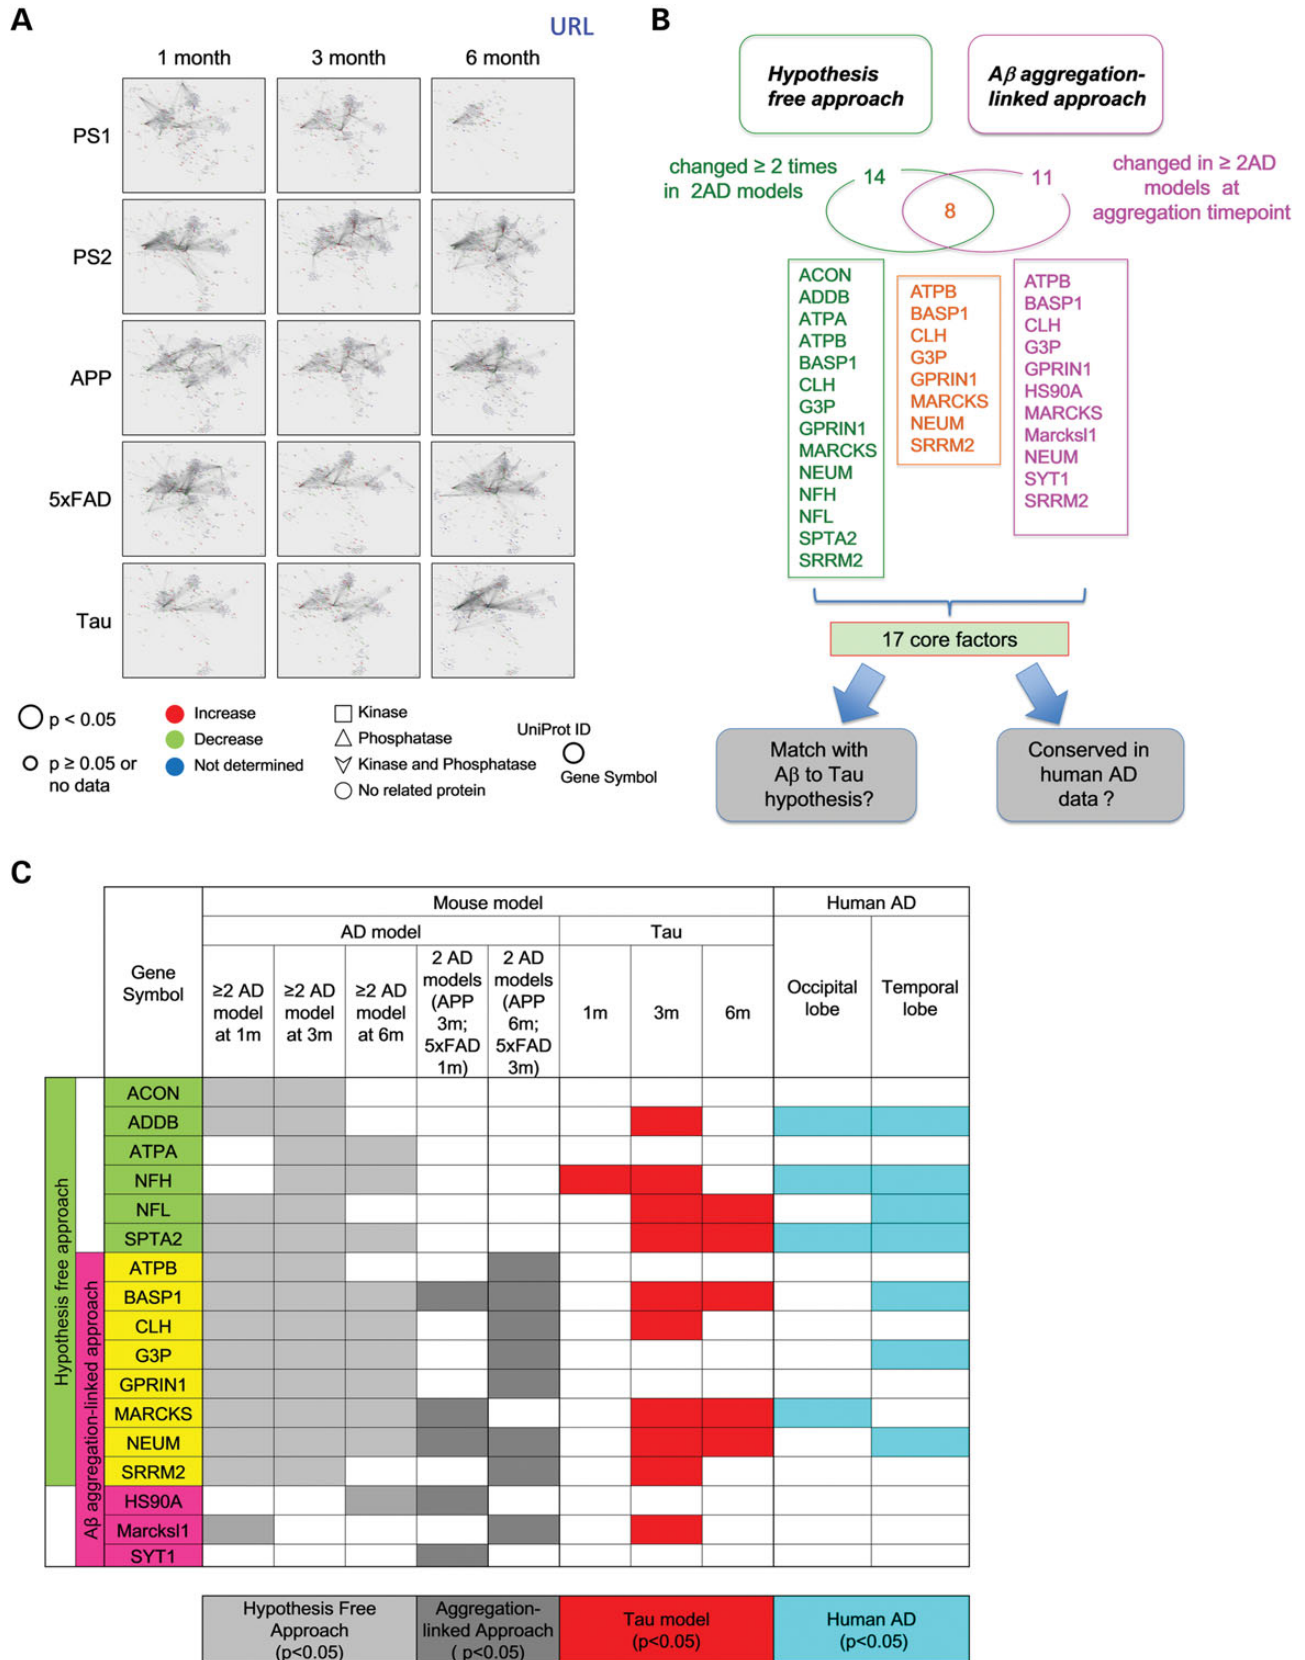 A
URL
1 month
3 month
6 month
PS1
PS2
APP
5xFAD
Tau
p < 0.05
p ≥ 0.05 or
no data
Increase
Decrease
Not determined
Kinase
Phosphatase
Kinase and Phosphatase
No related protein
UniProt ID
Gene Symbol
B
Hypothesis
free approach
Aβ aggregation-
linked approach
changed ≥ 2 times
in 2AD models
14
8
11
changed in ≥ 2AD
models at
aggregation timepoint
ACON
ADDB
ATPA
ATPB
BASP1
CLH
G3P
GPRIN1
MARCKS
NEUM
NFH
NFL
SPTA2
SRRM2
ATPB
BASP1
CLH
G3P
GPRIN1
MARCKS
NEUM
SRRM2
ATPB
BASP1
CLH
G3P
GPRIN1
HS90A
MARCKS
Marcksl1
NEUM
SYT1
SRRM2
17 core factors
Match with
Aβ to Tau
hypothesis?
Conserved in
human AD
data ?
C
Gene
Symbol
Mouse model
Human AD
AD model
Tau
≥2 AD
model
at 1m
≥2 AD
model
at 3m
≥2 AD
model
at 6m
2 AD
models
(APP
3m;
5xFAD
1m)
2 AD
models
(APP
6m;
5xFAD
3m)
1m
3m
6m
Occipital
lobe
Temporal
lobe
Hypothesis free approach
Aβ aggregation-linked approach
ACON
ADDB
ATPA
NFH
NFL
SPTA2
ATPB
BASP1
CLH
G3P
GPRIN1
MARCKS
NEUM
SRRM2
HS90A
Marcksl1
SYT1
Hypothesis Free
Approach
(p<0.05)
Aggregation-
linked Approach
( p<0.05)
Tau model
(p<0.05)
Human AD
(p<0.05)